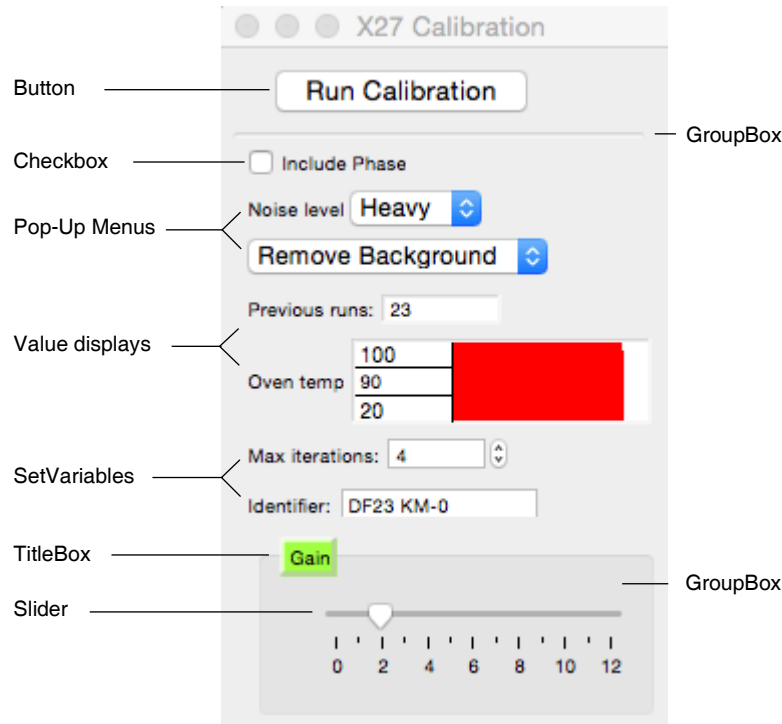 X27 Calibration
Button
Run Calibration
GroupBox
Checkbox
Include Phase
Pop-Up Menus
Noise level Heavy
Remove Background
Previous runs: 23
Value displays
Oven temp
100
90
20
Max iterations: 4
SetVariables
Identifier: DF23 KM-0
TitleBox
Gain
GroupBox
Slider
0 2 4 6 8 10 12